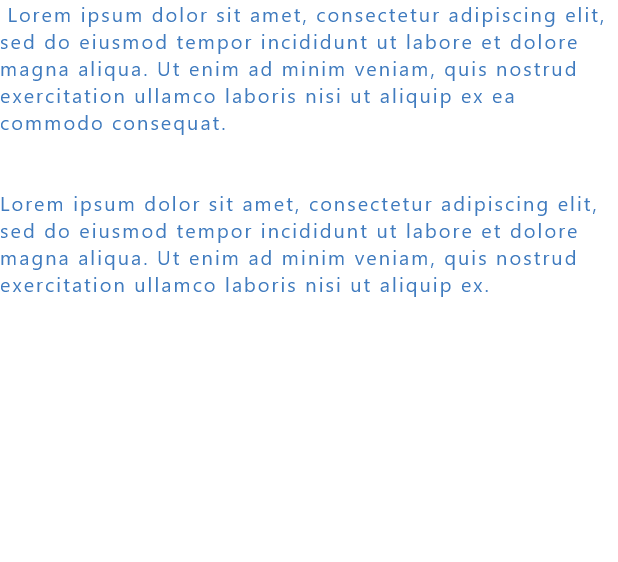 Lorem ipsum dolor sit amet, consectetur adipiscing elit,
sed do eiusmod tempor incididunt ut labore et dolore
magna aliqua. Ut enim ad minim veniam, quis nostrud
exercitation ullamco laboris nisi ut aliquip ex ea
commodo consequat.
Lorem ipsum dolor sit amet, consectetur adipiscing elit,
sed do eiusmod tempor incididunt ut labore et dolore
magna aliqua. Ut enim ad minim veniam, quis nostrud
exercitation ullamco laboris nisi ut aliquip ex.